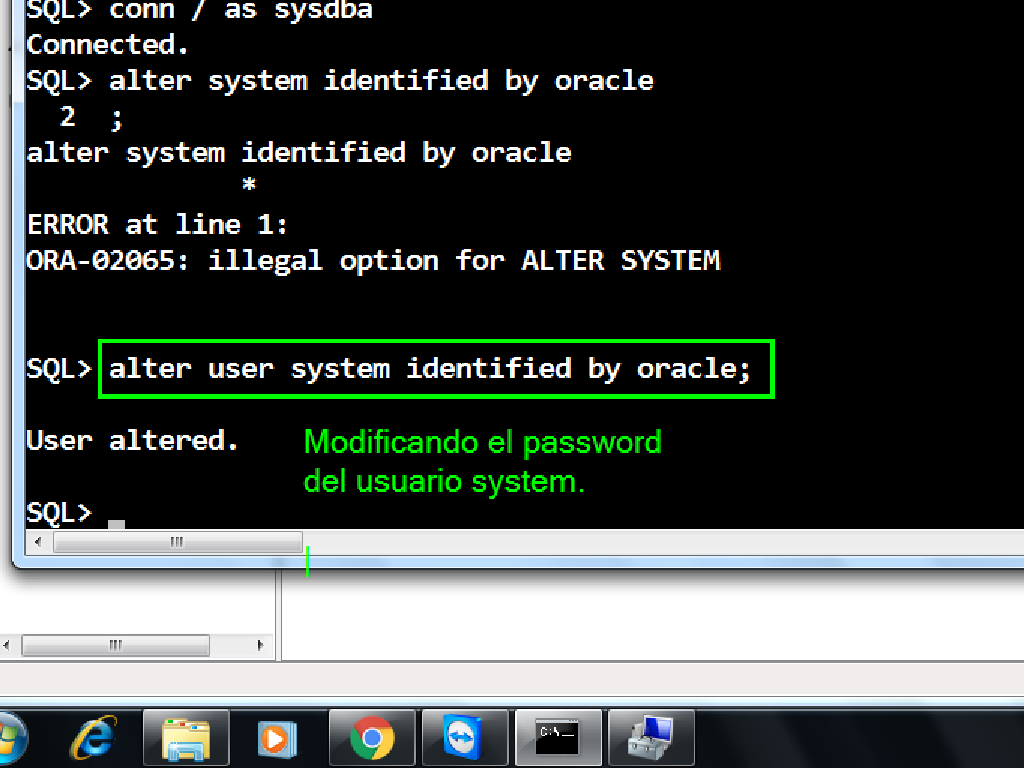 SQL> conn / as sysdba
Connected.
SQL> alter system identified by oracle
2 ;
alter system identified by oracle
*
ERROR at line 1:
ORA-02065: illegal option for ALTER SYSTEM
SQL> alter user system identified by oracle;
User altered.
Modificando el password
del usuario system.
SQL>
C:\